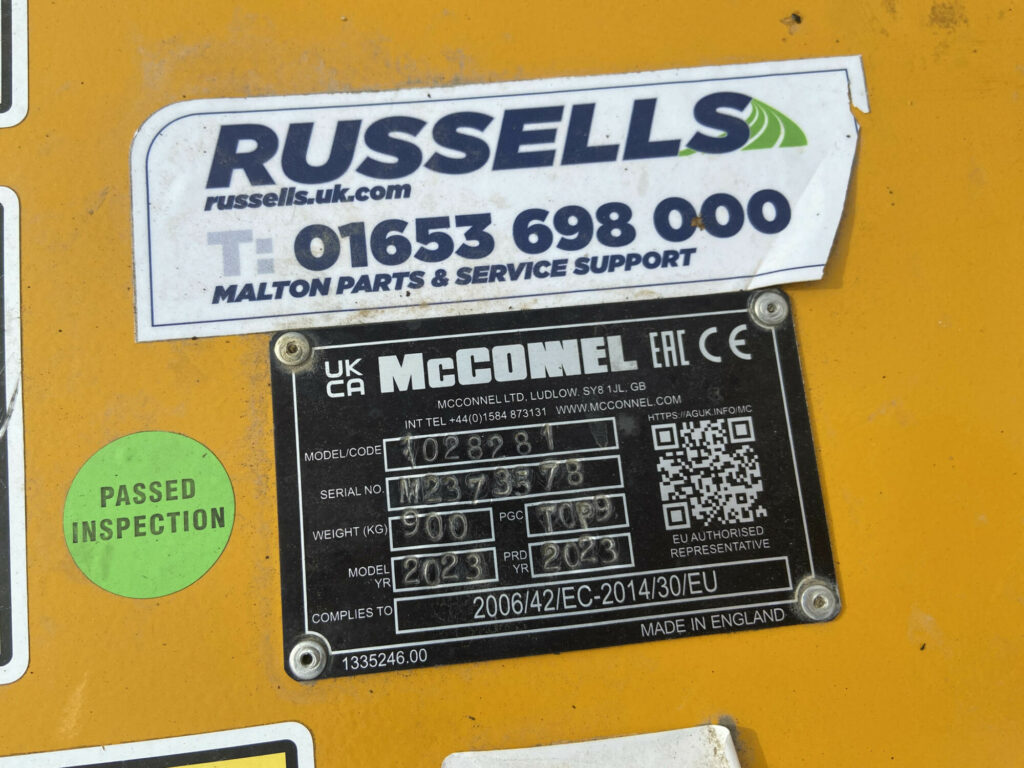 RUSSELLS
russells.uk.com
T: 01653 698 000
MALTON PARTS & SERVICE SUPPORT
UK
CA
McCONNEL EAC CE
MCCONNEL LTD, LUDLOW. SY8 1JL, GB
INT TEL +44(0)1584 873131 WWW.MCCONNEL.COM
HTTPS://AGUK.INFO/MC
MODEL/CODE 1028281
SERIAL NO. M2373578
WEIGHT (KG) 900 PGC TOP9
MODEL YR 2023 PRD YR 2023
EU AUTHORISED
REPRESENTATIVE
COMPLIES TO 2006/42/EC-2014/30/EU
1335246.00 MADE IN ENGLAND
PASSED
INSPECTION